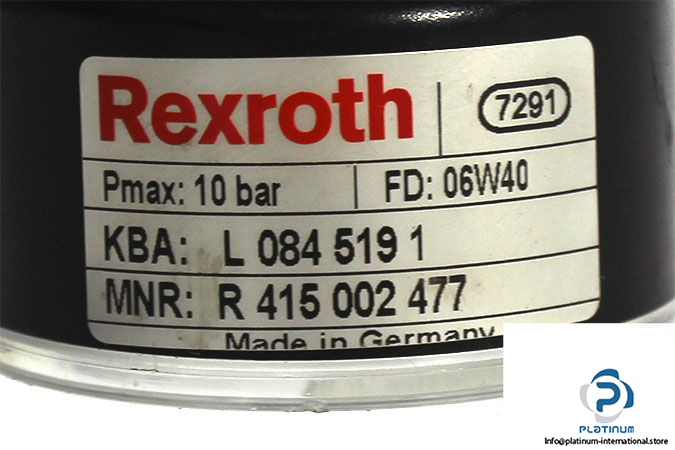 Rexroth 7291
Pmax: 10 bar FD: 06W40
KBA: L 084 519 1
MNR: R 415 002 477
Made in Germany
PLATINUM
info@platinum-international.store